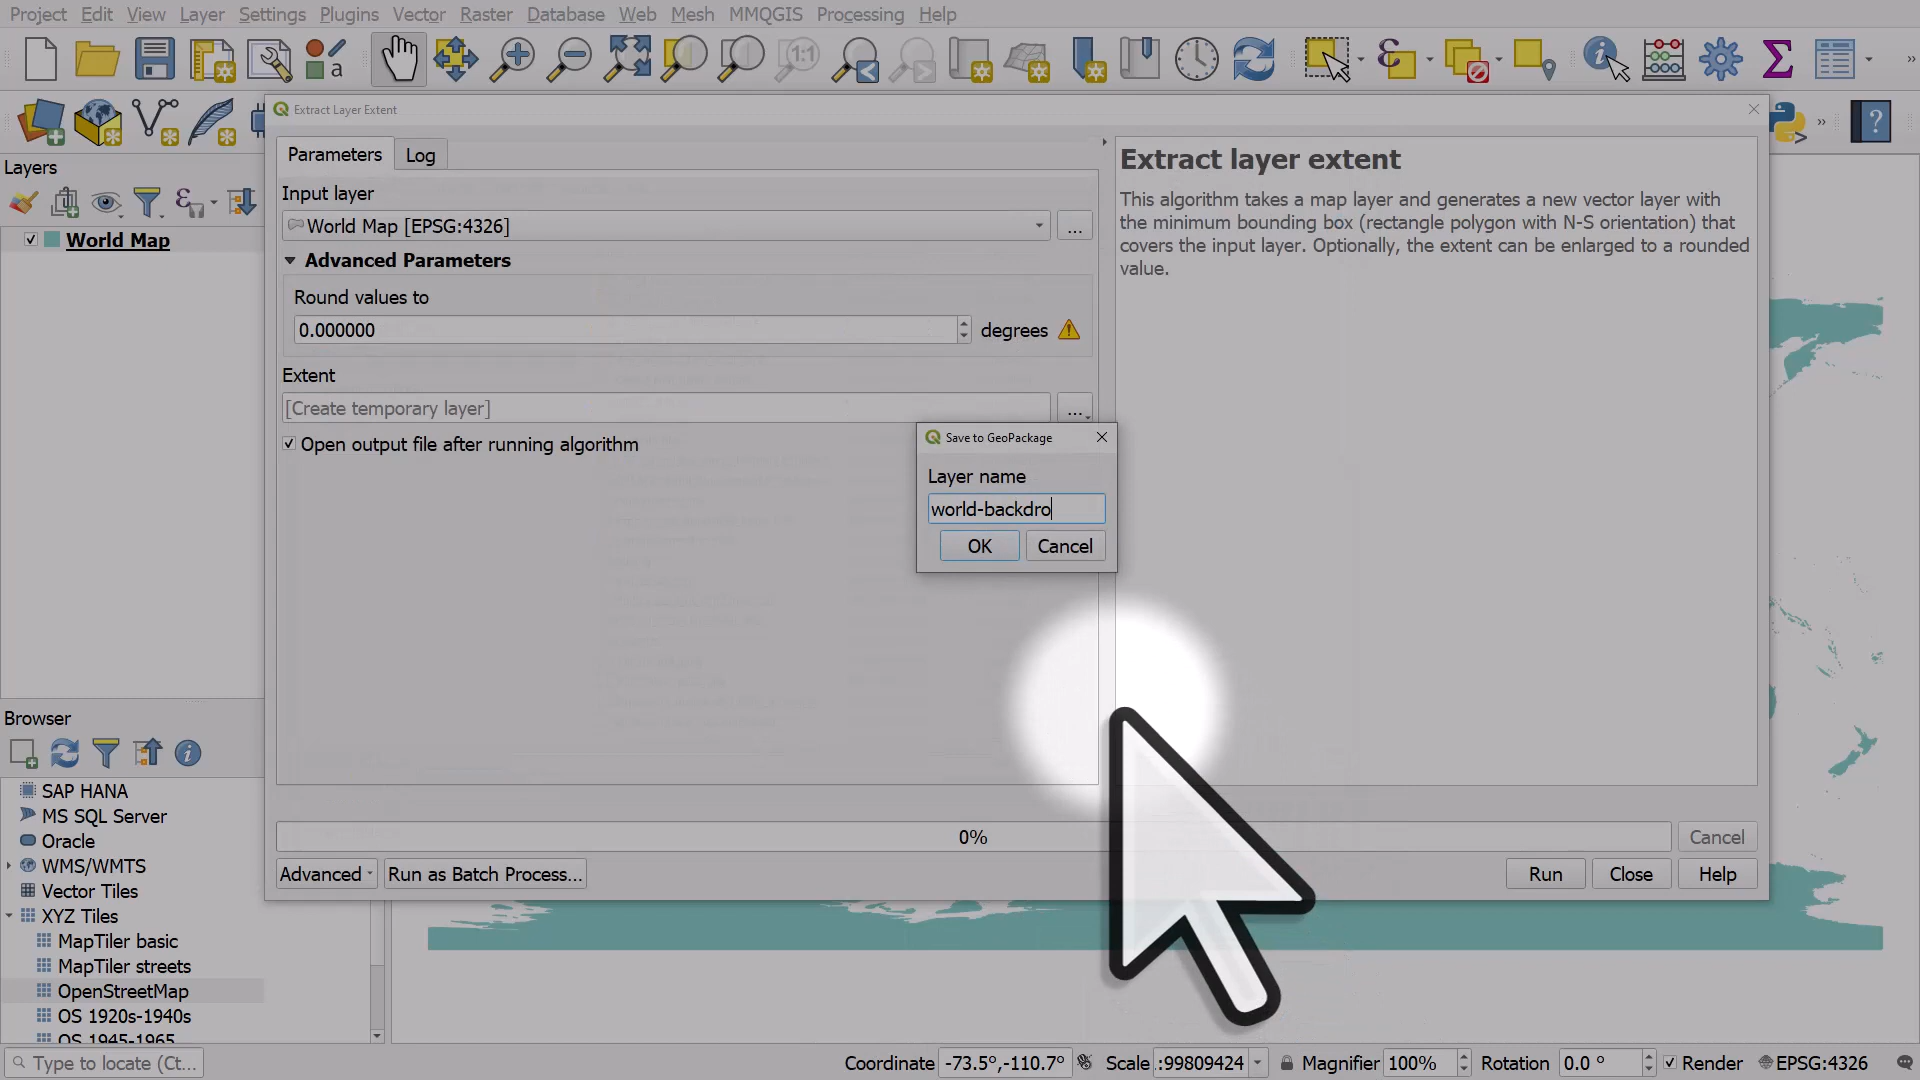 Project Edit View Layer Settings Plugins Vector Raster Database Web Mesh MMQGIS Processing Help
Layers
World Map
Extract Layer Extent
Parameters
Log
Input layer
World Map [EPSG:4326]
...
Advanced Parameters
Round values to
0.000000
degrees
Extent
[Create temporary layer]
...
Open output file after running algorithm
Extract layer extent
This algorithm takes a map layer and generates a new vector layer with
the minimum bounding box (rectangle polygon with N-S orientation) that
covers the input layer. Optionally, the extent can be enlarged to a rounded
value.
Save to GeoPackage
Layer name
world-backdro
OK
Cancel
0%
Cancel
Advanced
Run as Batch Process...
Run
Close
Help
Browser
SAP HANA
MS SQL Server
Oracle
WMS/WMTS
Vector Tiles
XYZ Tiles
MapTiler basic
MapTiler streets
OpenStreetMap
OS 1920s-1940s
OS 1945-1965
Type to locate (Ct...
Coordinate -73.5°,-110.7°
Scale :99809424
Magnifier 100%
Rotation 0.0 °
Render
EPSG:4326